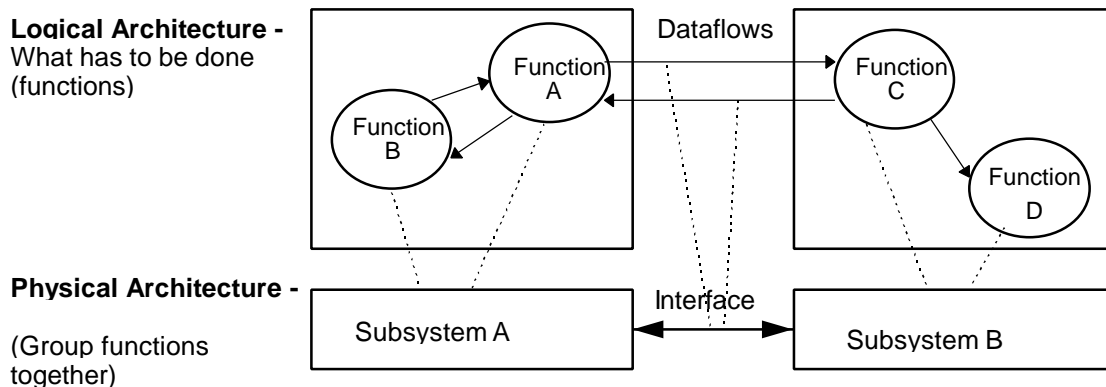 Logical Architecture -
What has to be done
(functions)
Dataflows
Function
A
Function
B
Function
C
Function
D
Physical Architecture -
(Group functions
together)
Subsystem A
Interface
Subsystem B